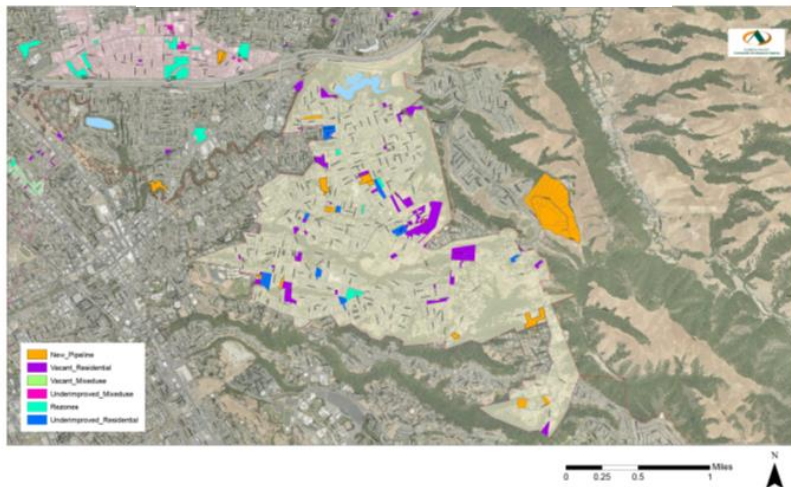 New_Pipeline
Vacant_Residential
Vacant_Mixeduse
Underimproved_Mixeduse
Rezones
Underimproved_Residential
N
Miles
0 0.25 0.5 1